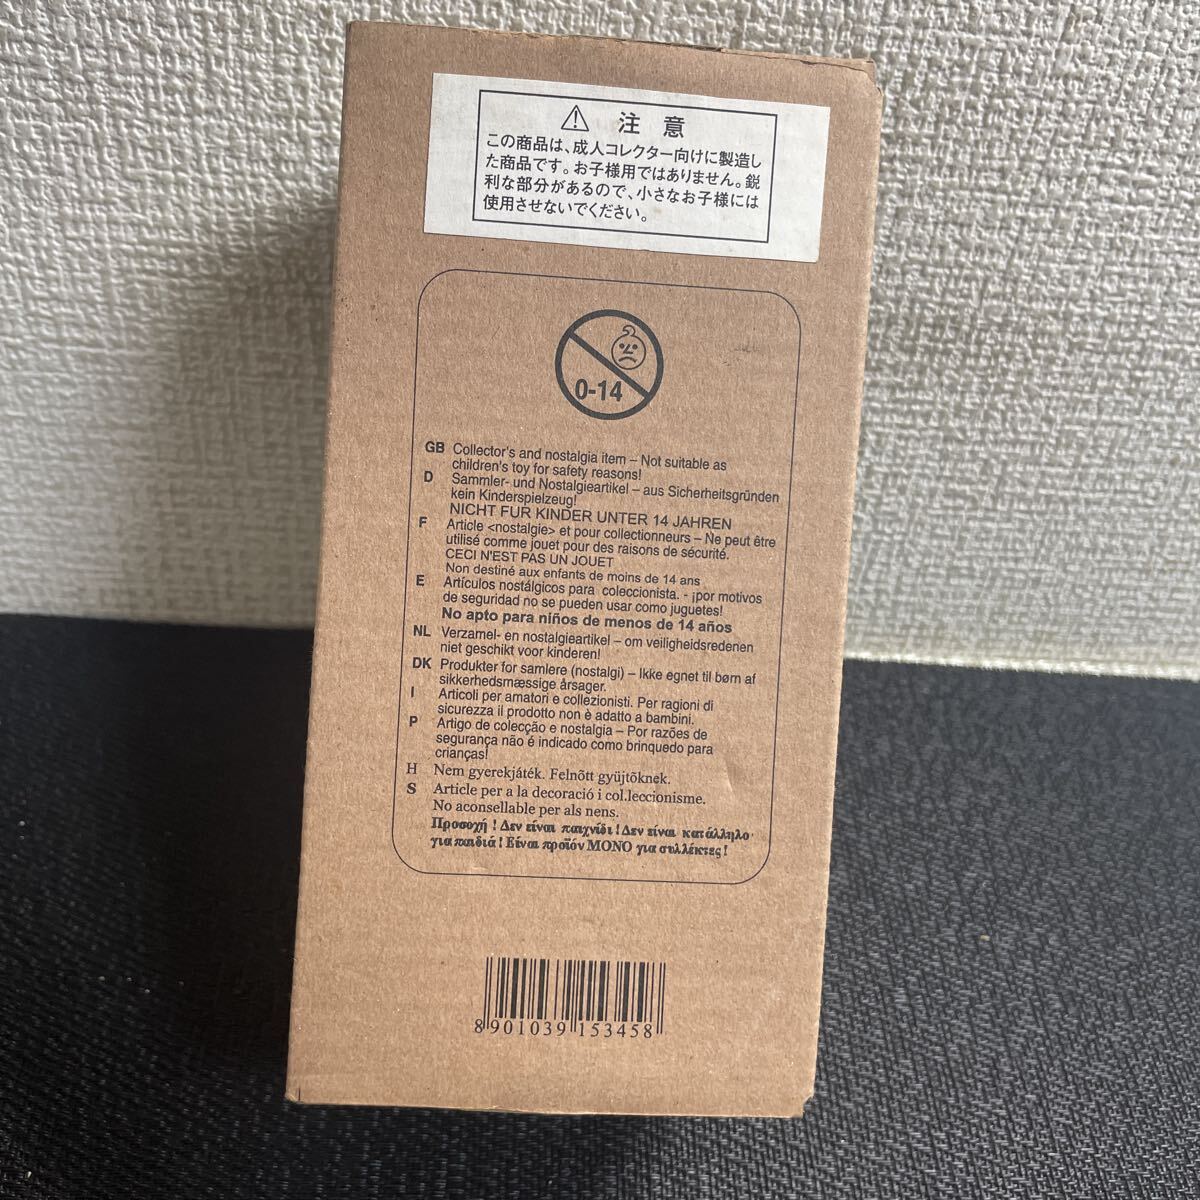 注意
この商品は、成人コレクター向けに製造し
た商品です。お子様用ではありません。鋭
利な部分があるので、小さなお子様には
使用させないでください。
0-14
GB Collector's and nostalgia item – Not suitable as
children's toy for safety reasons!
D Sammler- und Nostalgieartikel – aus Sicherheitsgründen
kein Kinderspielzeug!
NICHT FUR KINDER UNTER 14 JAHREN
F Article <nostalgie> et pour collectionneurs – Ne peut être
utilisé comme jouet pour des raisons de sécurité.
CECI N'EST PAS UN JOUET
Non destiné aux enfants de moins de 14 ans
E Artículos nostálgicos para coleccionista. - ¡por motivos
de seguridad no se pueden usar como juguetes!
No apto para niños de menos de 14 años
NL Verzamel- en nostalgieartikel – om veiligheidsredenen
niet geschikt voor kinderen!
DK Produkter for samlere (nostalgi) – Ikke egnet til børn af
sikkerhedsmæssige årsager.
I Articoli per amatori e collezionisti. Per ragioni di
sicurezza il prodotto non è adatto a bambini.
P Artigo de colecção e nostalgia – Por razões de
segurança não é indicado como brinquedo para
crianças!
H Nem gyerekjáték. Felnõtt gyüjtõknek.
S Article per a la decoració i col.leccionisme.
No aconsellable per als nens.
Προσοχή ! Δεν είναι παιχνίδι ! Δεν είναι κατάλληλο
για παιδιά ! Είναι προϊόν ΜΟΝΟ για συλλέκτες !
8 901039 153458